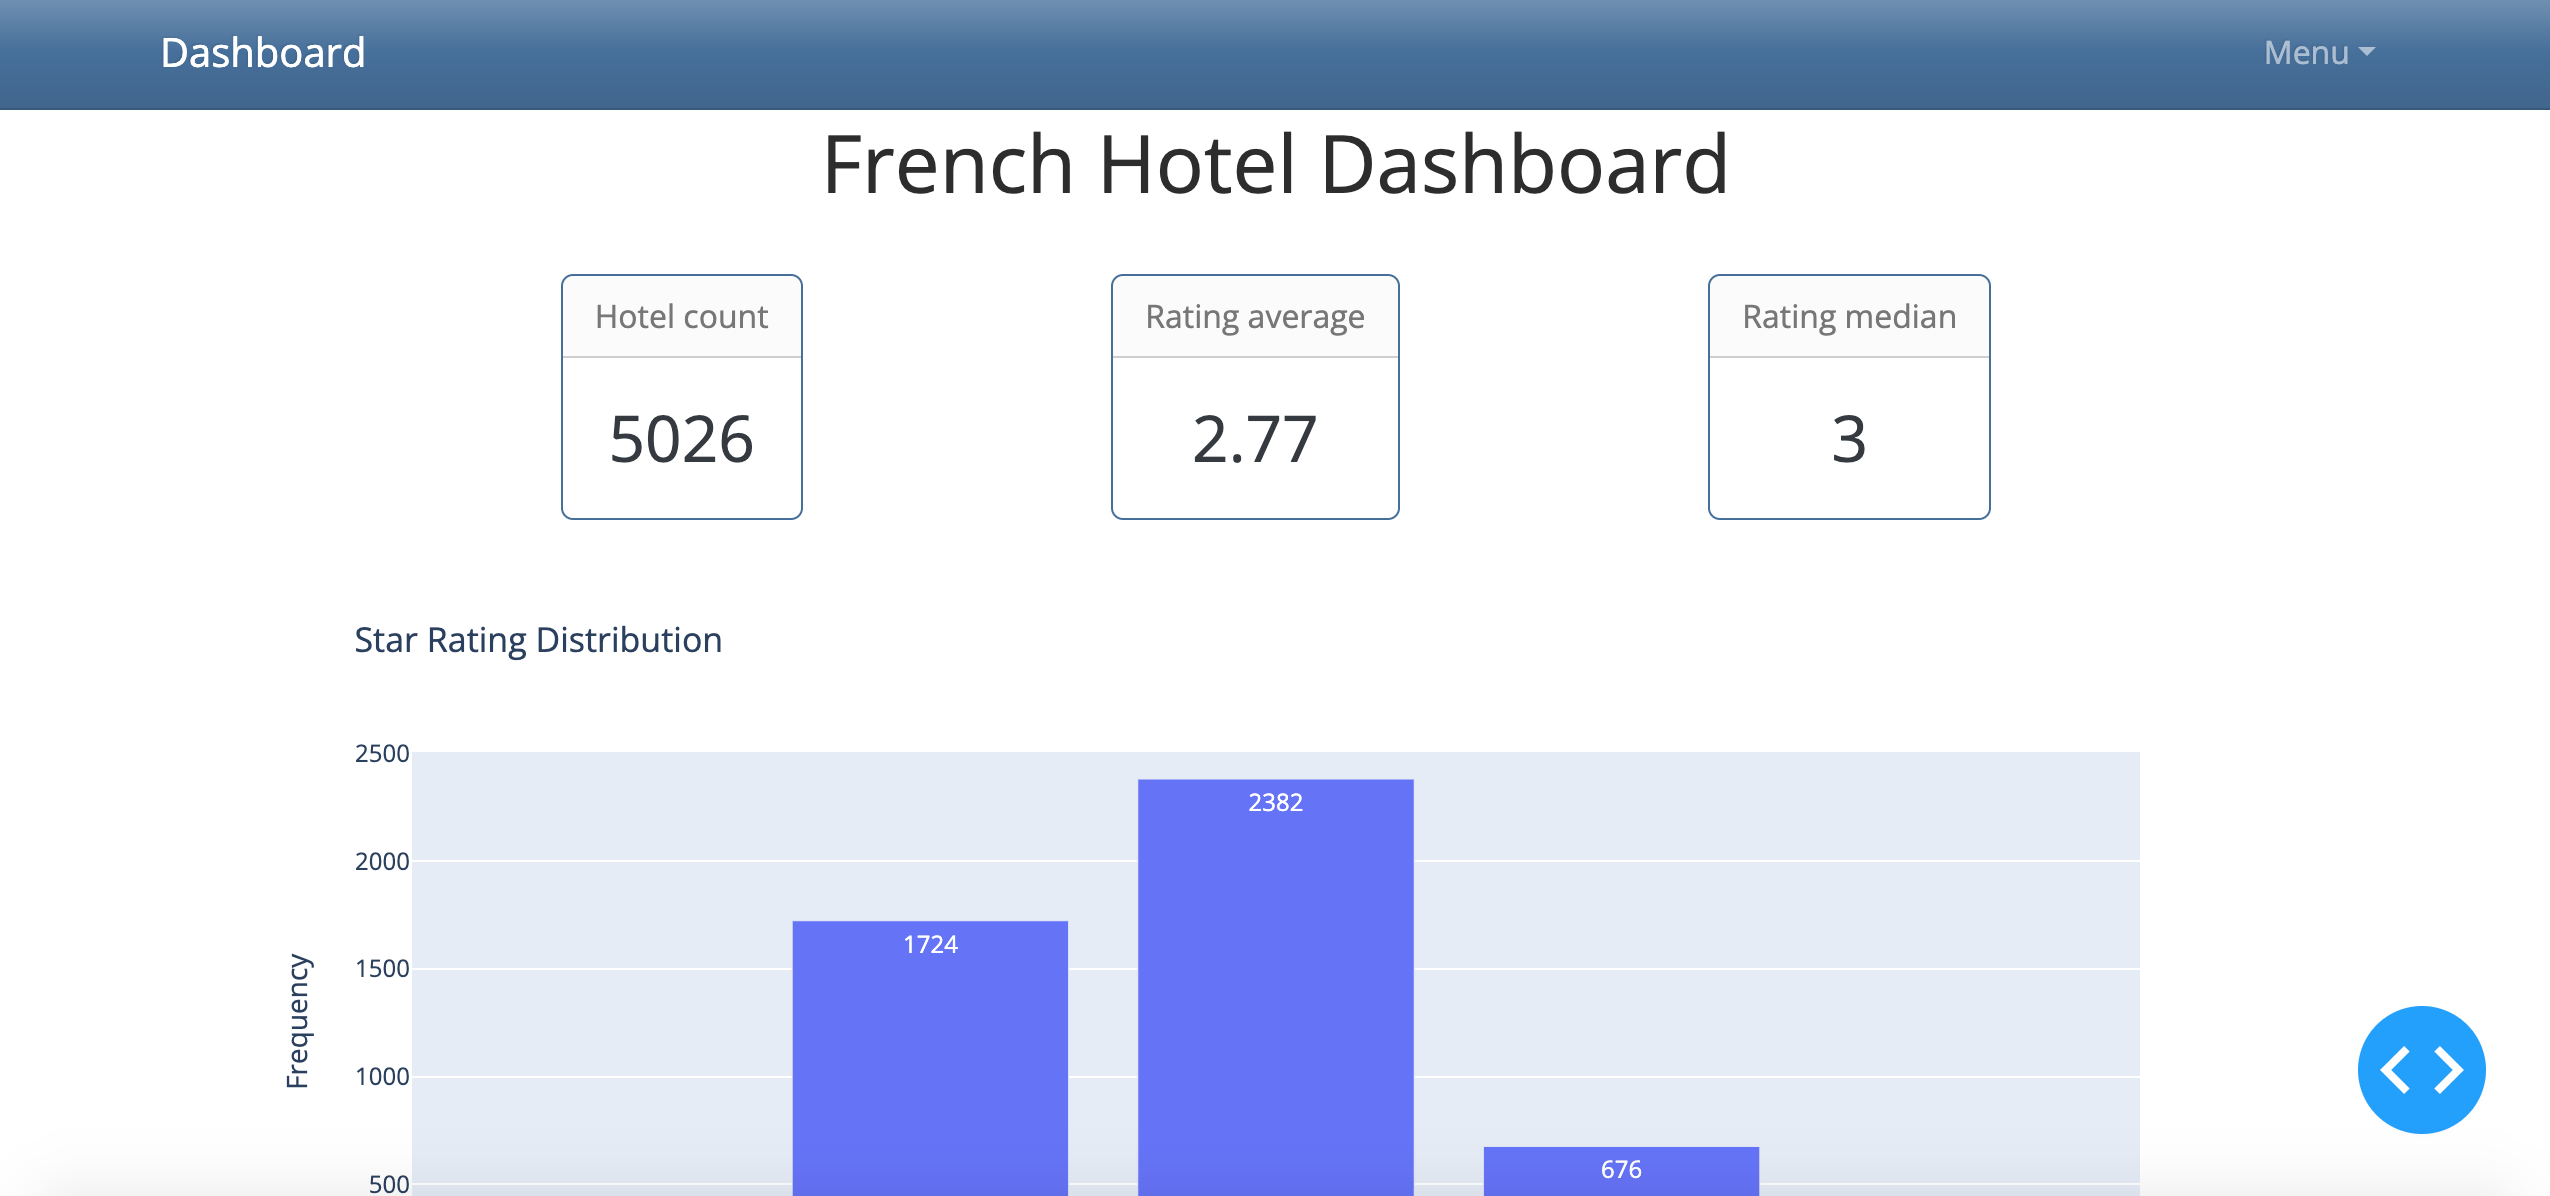 Dashboard
Menu
French Hotel Dashboard
Hotel count
Rating average
Rating median
5026
2.77
3
Star Rating Distribution
2500
2382
2000
1724
1500
Frequency
1000
676
500